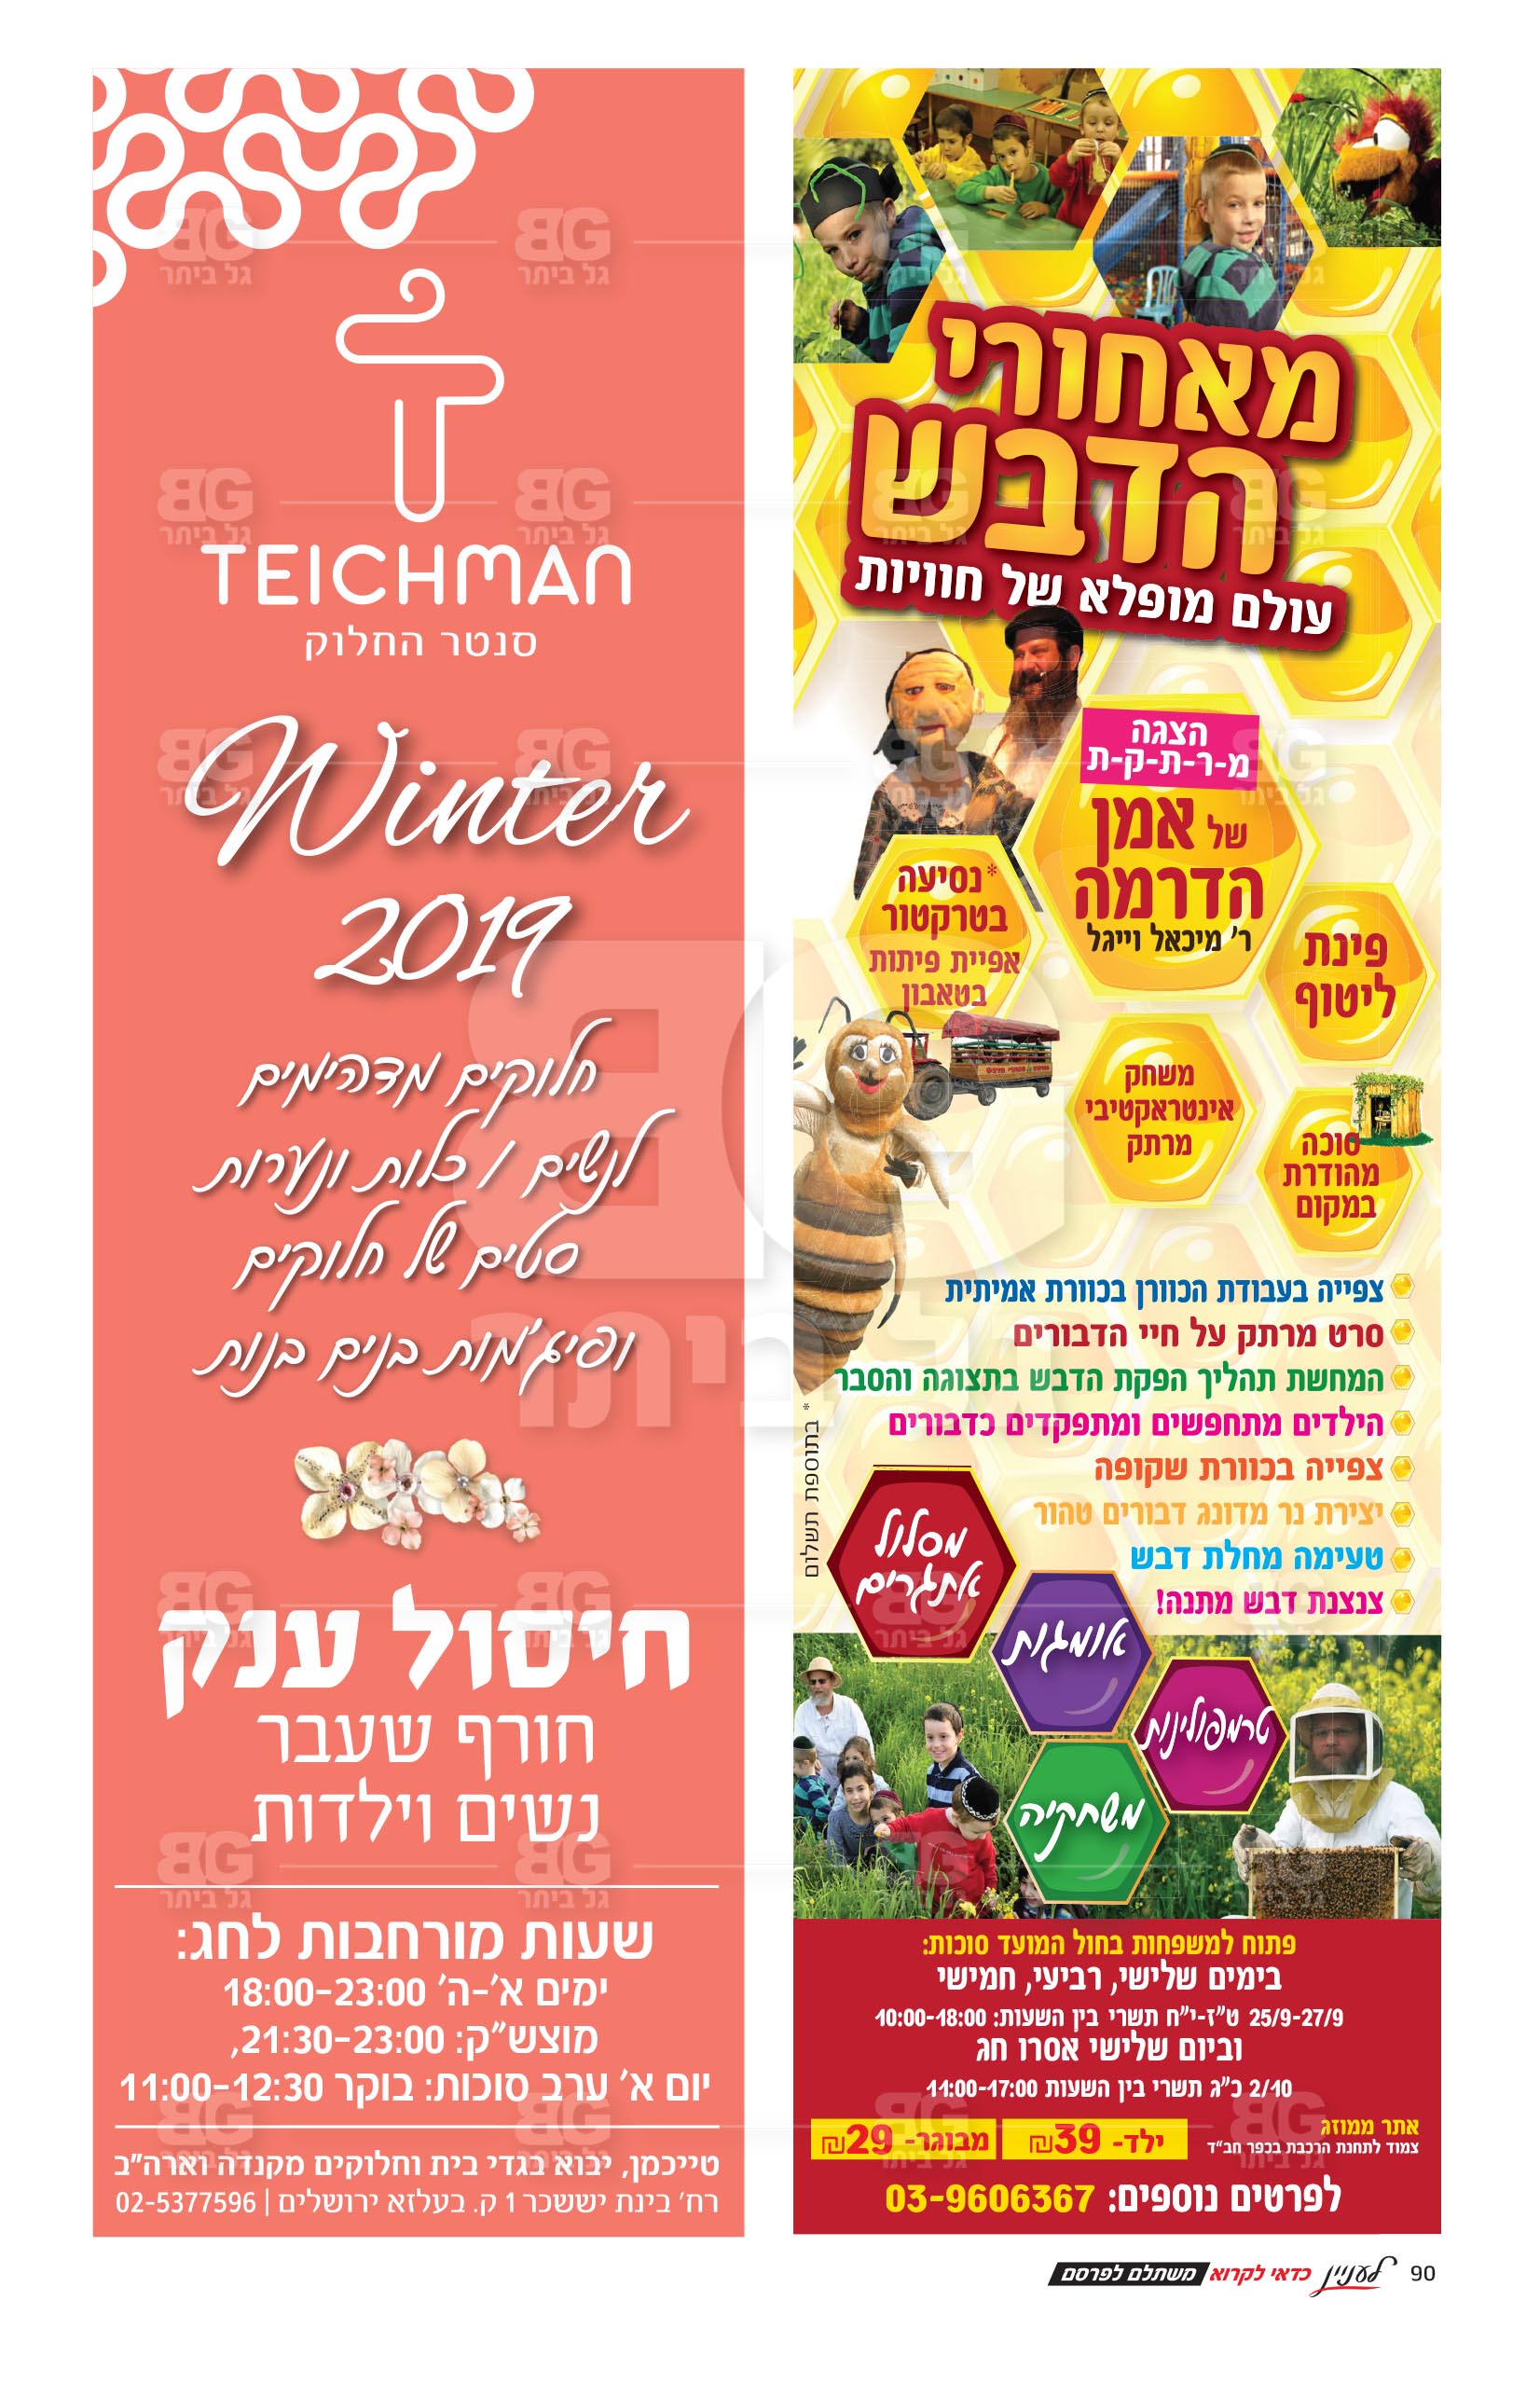 מאחורי
הדבש
עולם מופלא של חוויות
הצגה
מ-ר-ת-ק-ת
של אמן
הדרמה
ר' מיכאל וייגל
*נסיעה
בטרקטור
אפיית פיתות
בטאבון
פינת
ליטוף
משחק
אינטראקטיבי
מרתק
סוכה
מהודרת
במקום
צפייה בעבודת הכוורן בכוורת אמיתית
סרט מרתק על חיי הדבורים
המחשת תהליך הפקת הדבש בתצוגה והסבר
הילדים מתחפשים ומתפקדים כדבורים
צפייה בכוורת שקופה
יצירת נר מדונג דבורים טהור
טעימה מחלת דבש
צנצנת דבש מתנה!
* בתוספת תשלום
מסלול
אתגרים
אומגות
טרמפולינות
משחקיה
פתוח למשפחות בחול המועד סוכות:
בימים שלישי, רביעי, חמישי
25/9-27/9 ט"ז-י"ח תשרי בין השעות: 10:00-18:00
וביום שלישי אסרו חג
2/10 כ"ג תשרי בין השעות 11:00-17:00
אתר ממוזג
צמוד לתחנת הרכבת בכפר חב"ד
ילד- 39₪
מבוגר- 29₪
לפרטים נוספים: 03-9606367
TEICHMAN
סנטר החלוק
Winter
2019
חלוקים מדהימים
לנשים / כלות ונערות
סטים של חלוקים
ופיג'מות בנים בנות
חיסול ענק
חורף שעבר
נשים וילדות
שעות מורחבות לחג:
ימים א'-ה' 18:00-23:00
מוצש"ק: 21:30-23:00,
יום א' ערב סוכות: בוקר 11:00-12:30
טייכמן, יבוא בגדי בית וחלוקים מקנדה וארה"ב
רח' בינת יששכר 1 ק. בעלזא ירושלים | 02-5377596
90 לעניין כדאי לקרוא משתלם לפרסם
BG
גל ביתר